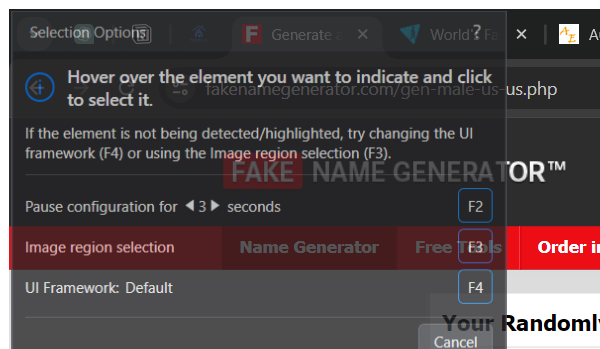 Selection Options
Generate a
World's Fa
?
A
E
Au
Hover over the element you want to indicate and click
to select it.
fakenamegenerator.com/gen-male-us-us.php
If the element is not being detected/highlighted, try changing the UI
framework (F4) or using the Image region selection (F3).
FAKE NAME GENERATOR™
Pause configuration for 3 seconds
F2
Image region selection
F3
Name Generator
Free Tools
Order in
UI Framework: Default
F4
Your Randomly
Cancel